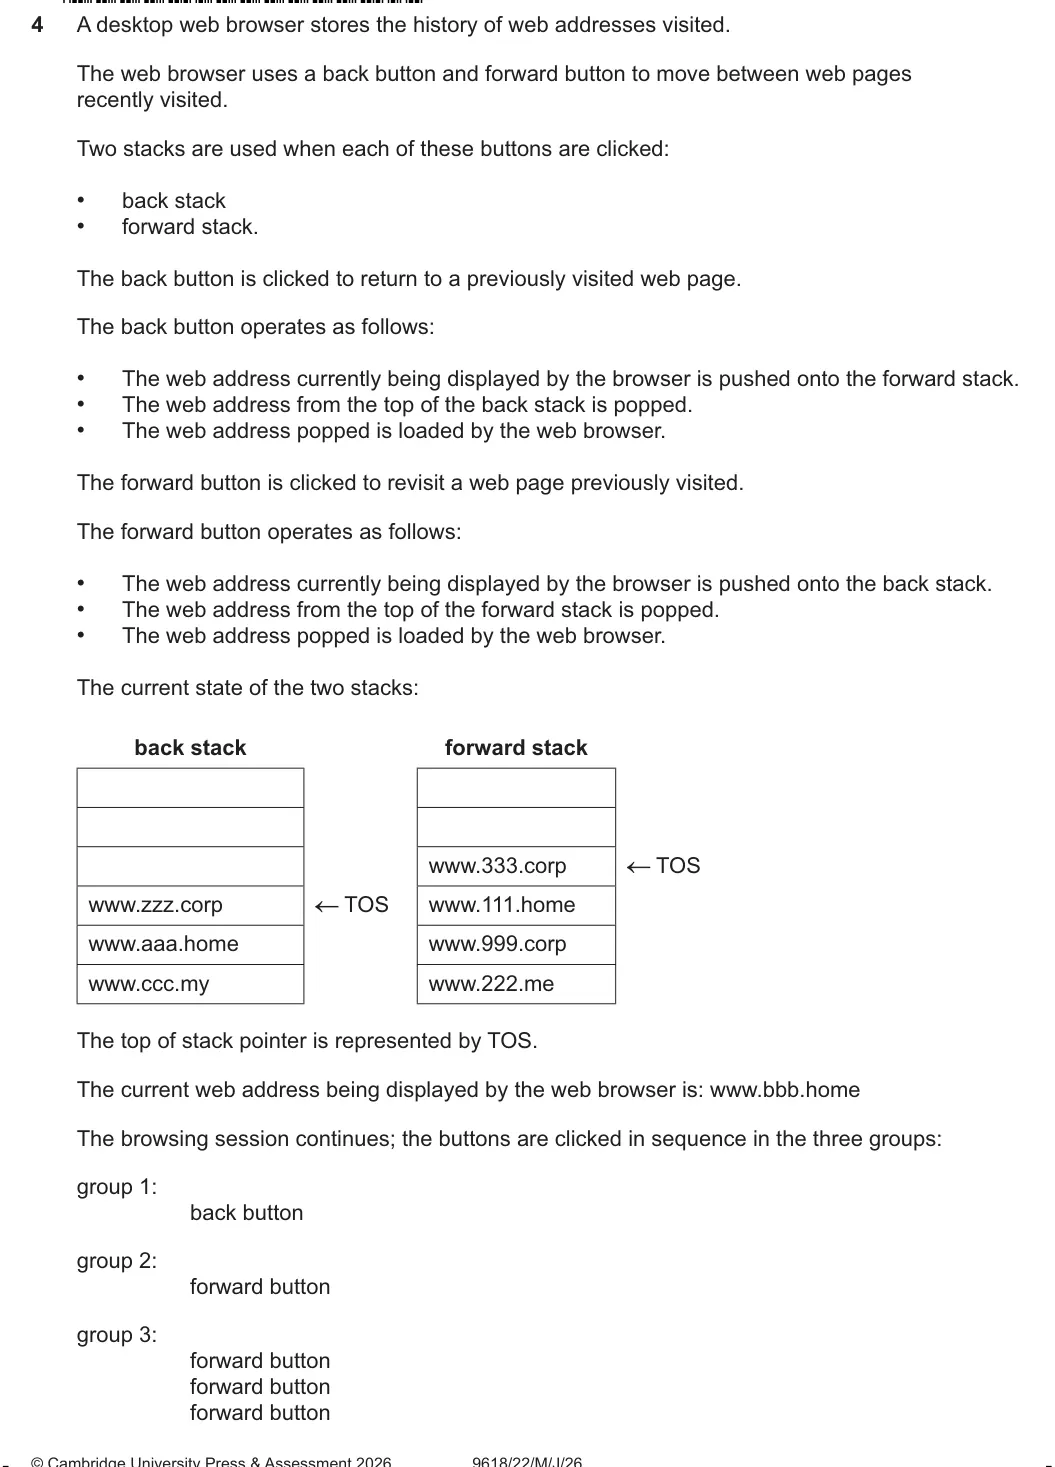 4 A desktop web browser stores the history of web addresses visited.
The web browser uses a back button and forward button to move between web pages
recently visited.
Two stacks are used when each of these buttons are clicked:
• back stack
• forward stack.
The back button is clicked to return to a previously visited web page.
The back button operates as follows:
• The web address currently being displayed by the browser is pushed onto the forward stack.
• The web address from the top of the back stack is popped.
• The web address popped is loaded by the web browser.
The forward button is clicked to revisit a web page previously visited.
The forward button operates as follows:
• The web address currently being displayed by the browser is pushed onto the back stack.
• The web address from the top of the forward stack is popped.
• The web address popped is loaded by the web browser.
The current state of the two stacks:
back stack forward stack
www.333.corp ← TOS
www.zzz.corp ← TOS www.111.home
www.aaa.home www.999.corp
www.ccc.my www.222.me
The top of stack pointer is represented by TOS.
The current web address being displayed by the web browser is: www.bbb.home
The browsing session continues; the buttons are clicked in sequence in the three groups:
group 1:
back button
group 2:
forward button
group 3:
forward button
forward button
forward button
© Cambridge University Press & Assessment 2026 9618/22/M/J/26